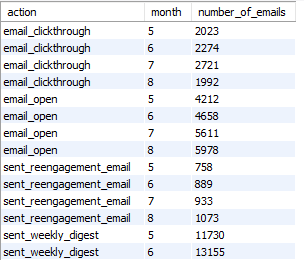 action month number_of_emails
email_clickthrough 5 2023
email_clickthrough 6 2274
email_clickthrough 7 2721
email_clickthrough 8 1992
email_open 5 4212
email_open 6 4658
email_open 7 5611
email_open 8 5978
sent_reengagement_email 5 758
sent_reengagement_email 6 889
sent_reengagement_email 7 933
sent_reengagement_email 8 1073
sent_weekly_digest 5 11730
sent_weekly_digest 6 13155